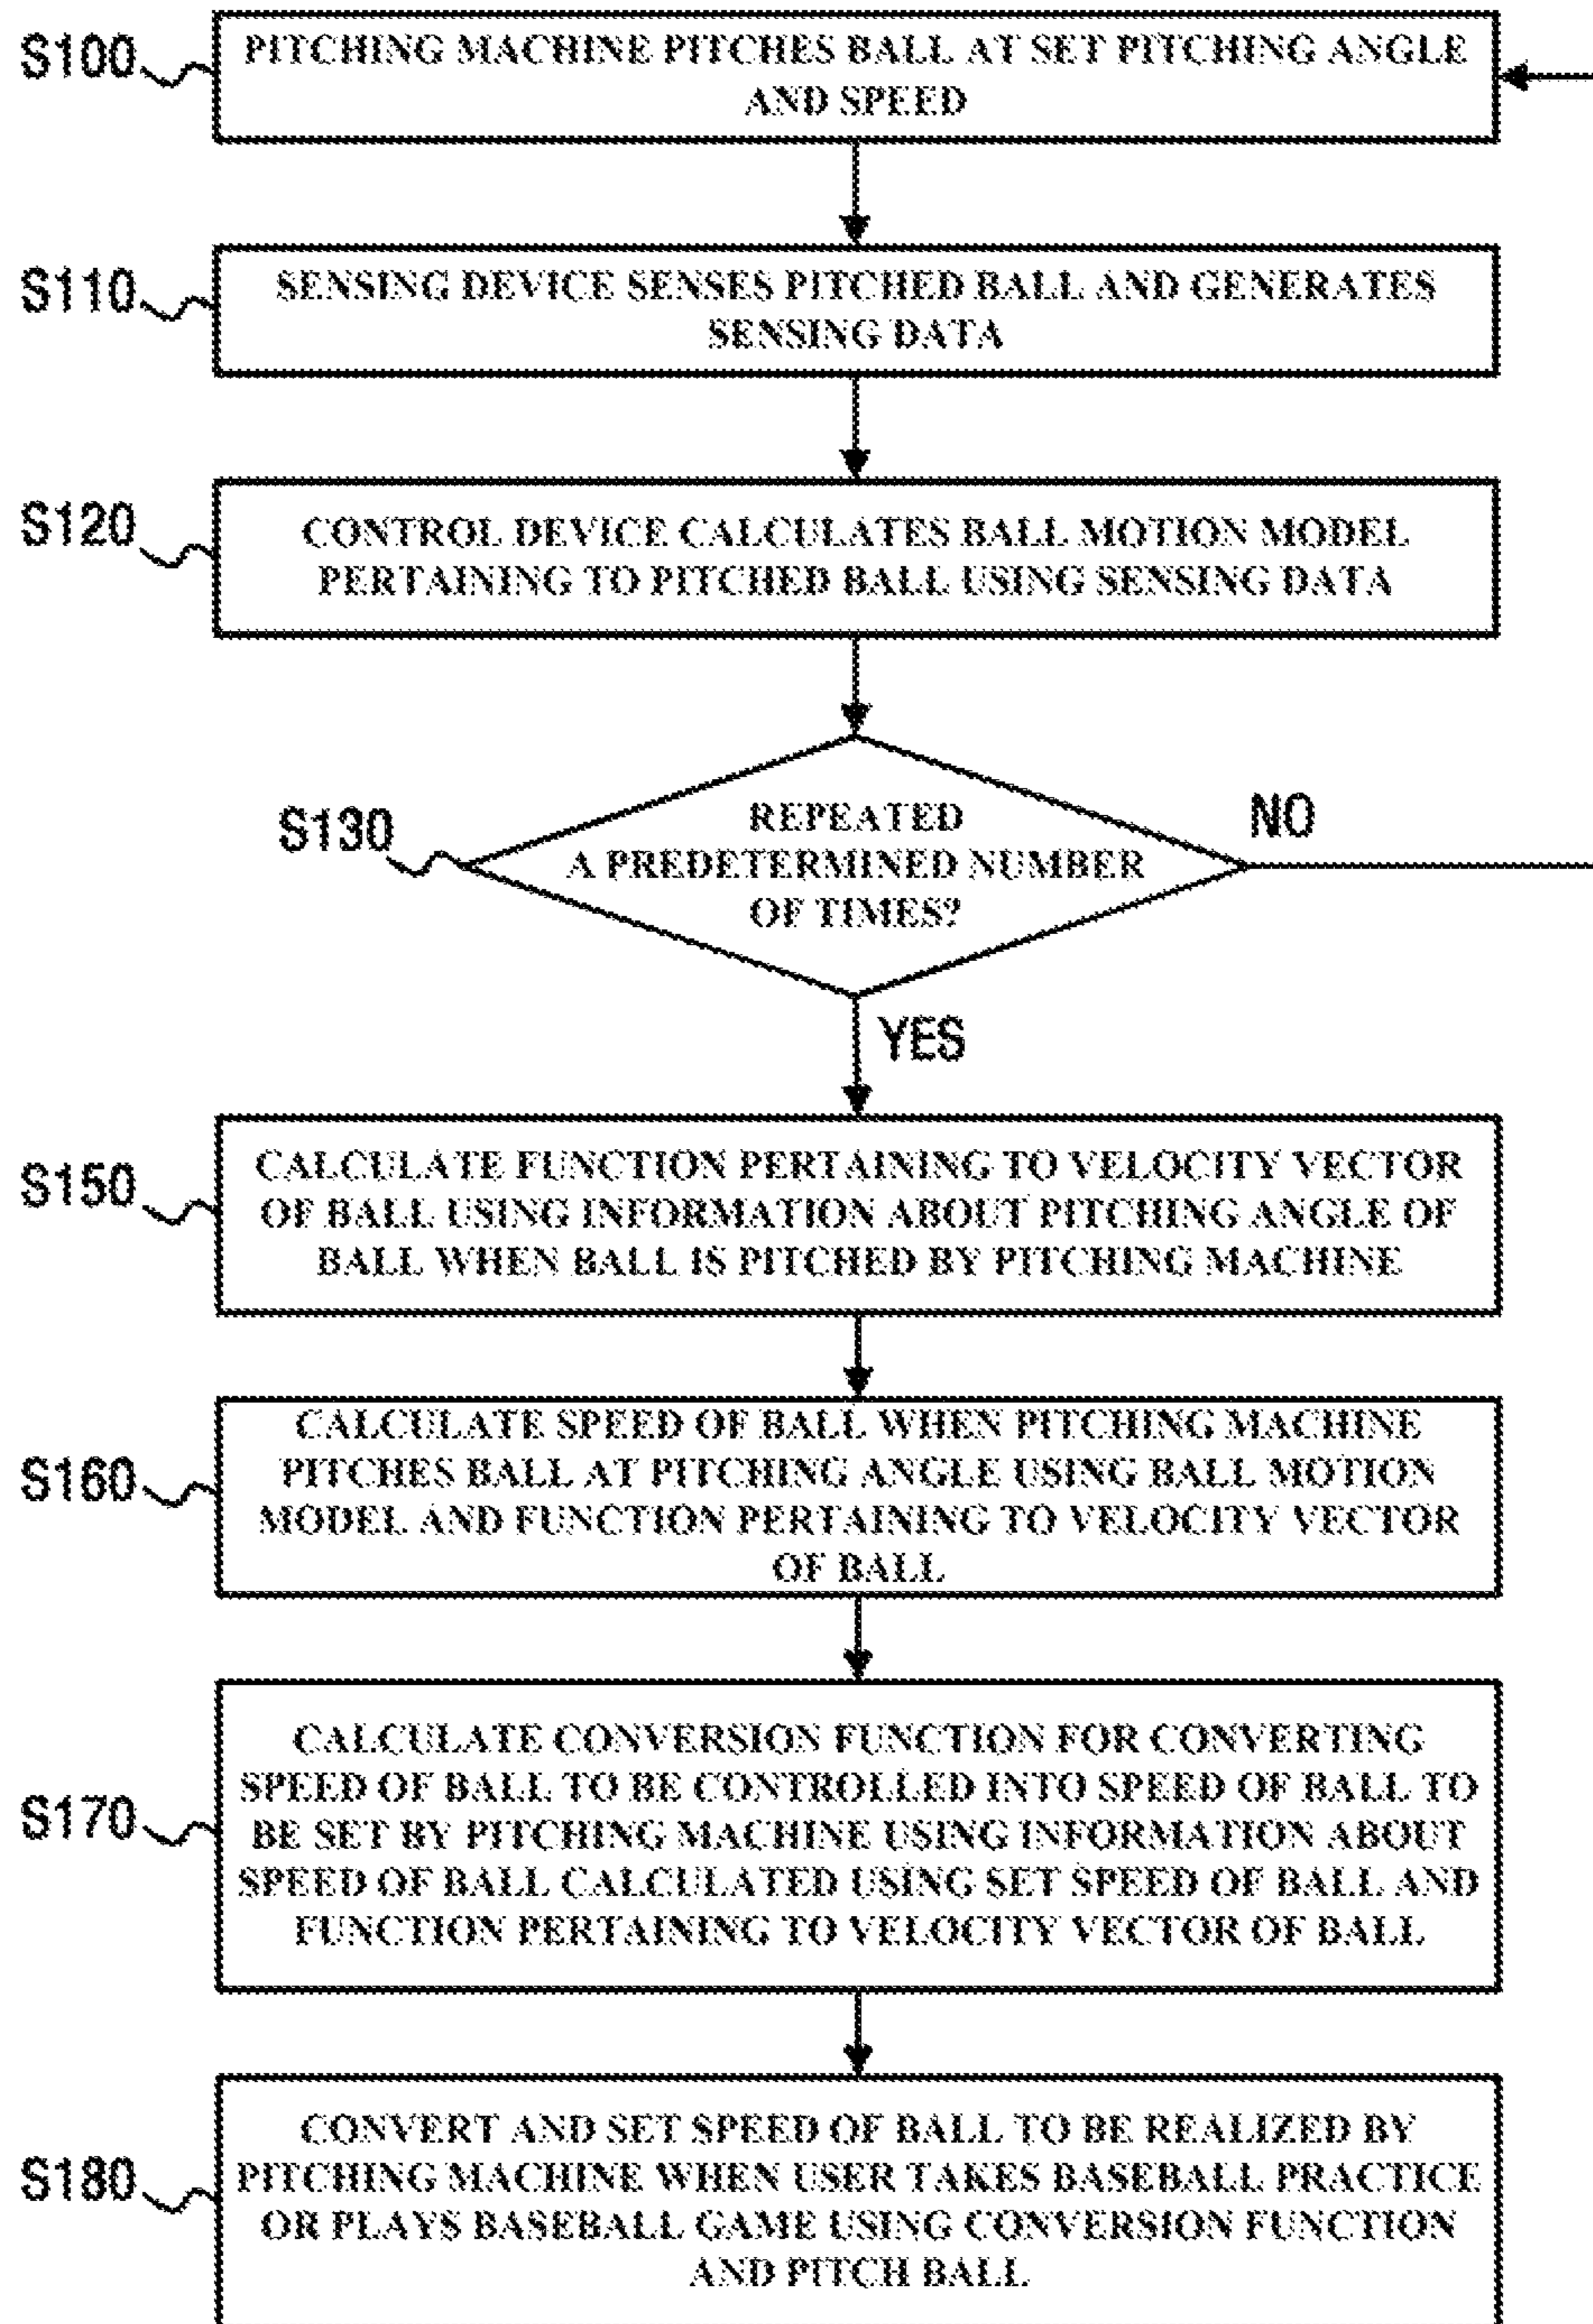 S100
PITCHING MACHINE PITCHES BALL AT SET PITCHING ANGLE
AND SPEED
S110
SENSING DEVICE SENSES PITCHED BALL AND GENERATES
SENSING DATA
S120
CONTROL DEVICE CALCULATES BALL MOTION MODEL
PERTAINING TO PITCHED BALL USING SENSING DATA
S130
REPEATED
A PREDETERMINED NUMBER
OF TIMES?
NO
YES
S150
CALCULATE FUNCTION PERTAINING TO VELOCITY VECTOR
OF BALL USING INFORMATION ABOUT PITCHING ANGLE OF
BALL WHEN BALL IS PITCHED BY PITCHING MACHINE
S160
CALCULATE SPEED OF BALL WHEN PITCHING MACHINE
PITCHES BALL AT PITCHING ANGLE USING BALL MOTION
MODEL AND FUNCTION PERTAINING TO VELOCITY VECTOR
OF BALL
S170
CALCULATE CONVERSION FUNCTION FOR CONVERTING
SPEED OF BALL TO BE CONTROLLED INTO SPEED OF BALL TO
BE SET BY PITCHING MACHINE USING INFORMATION ABOUT
SPEED OF BALL CALCULATED USING SET SPEED OF BALL AND
FUNCTION PERTAINING TO VELOCITY VECTOR OF BALL
S180
CONVERT AND SET SPEED OF BALL TO BE REALIZED BY
PITCHING MACHINE WHEN USER TAKES BASEBALL PRACTICE
OR PLAYS BASEBALL GAME USING CONVERSION FUNCTION
AND PITCH BALL